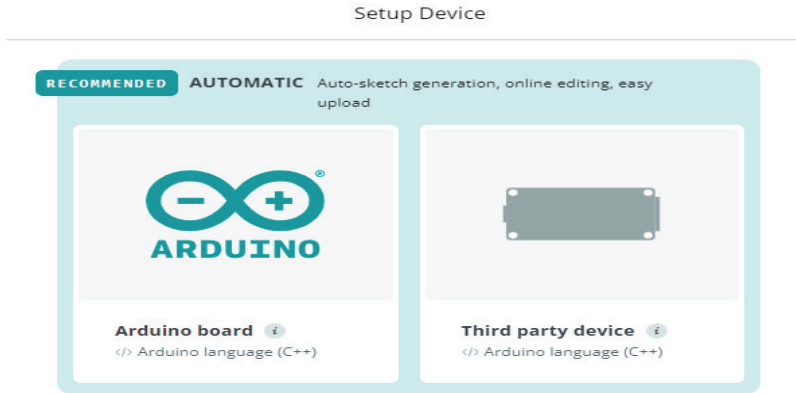 Setup Device
RECOMMENDED AUTOMATIC Auto-sketch generation, online editing, easy
upload
ARDUINO
Arduino board i
</> Arduino language (C++)
Third party device i
</> Arduino language (C++)